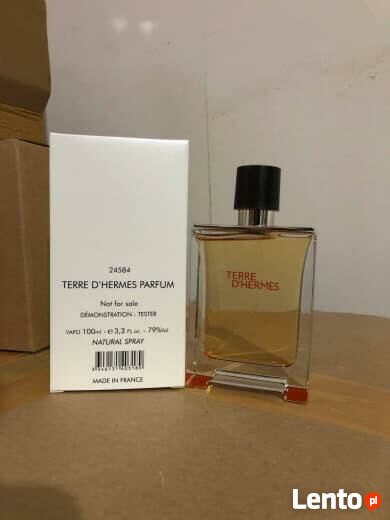 24584
TERRE D'HERMES PARFUM
Not for sale
DÉMONSTRATION - TESTER
VAPO 100ml - e 3,3 fl. oz. - 79%Vol.
NATURAL SPRAY
MADE IN FRANCE
TERRE
D'HERMÈS
Lento.pl